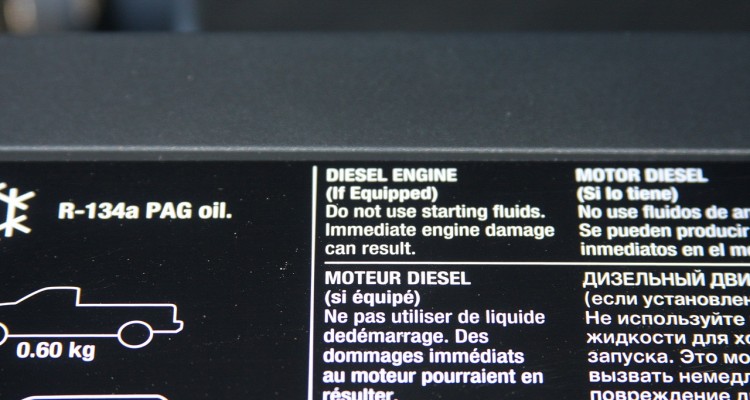 R-134a PAG oil.
0.60 kg
DIESEL ENGINE
(If Equipped)
Do not use starting fluids.
Immediate engine damage
can result.
MOTOR DIESEL
(Si lo tiene)
No use fluidos de
Se pueden producir
inmediatos en el
MOTEUR DIESEL
(si équipé)
Ne pas utiliser de liquide
dedémarrage. Des
dommages immédiats
au moteur pourraient en
résulter.
ДИЗЕЛЬНЫЙ
(если
Не используйте
жидкости для
запуска. Это
вызвать
повреждение